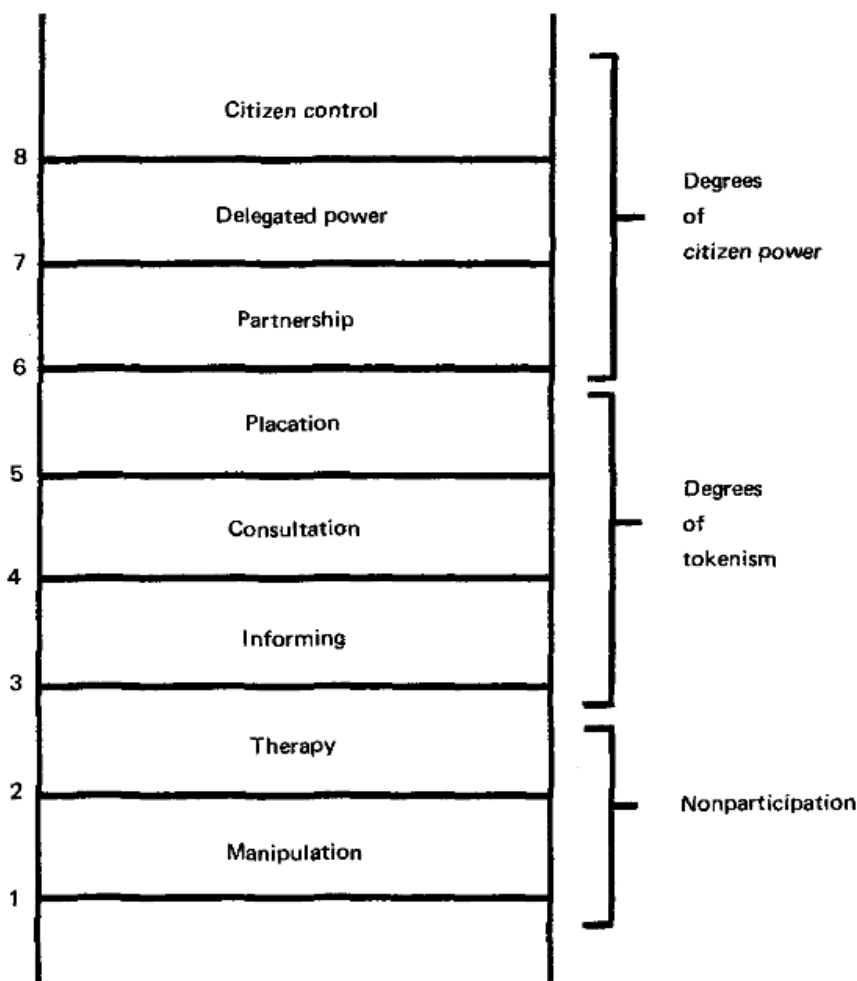 Citizen control
8
Delegated power
7
Partnership
6
Placation
5
Consultation
4
Informing
3
Therapy
2
Manipulation
1
Degrees
of
citizen power
Degrees
of
tokenism
Nonparticipation